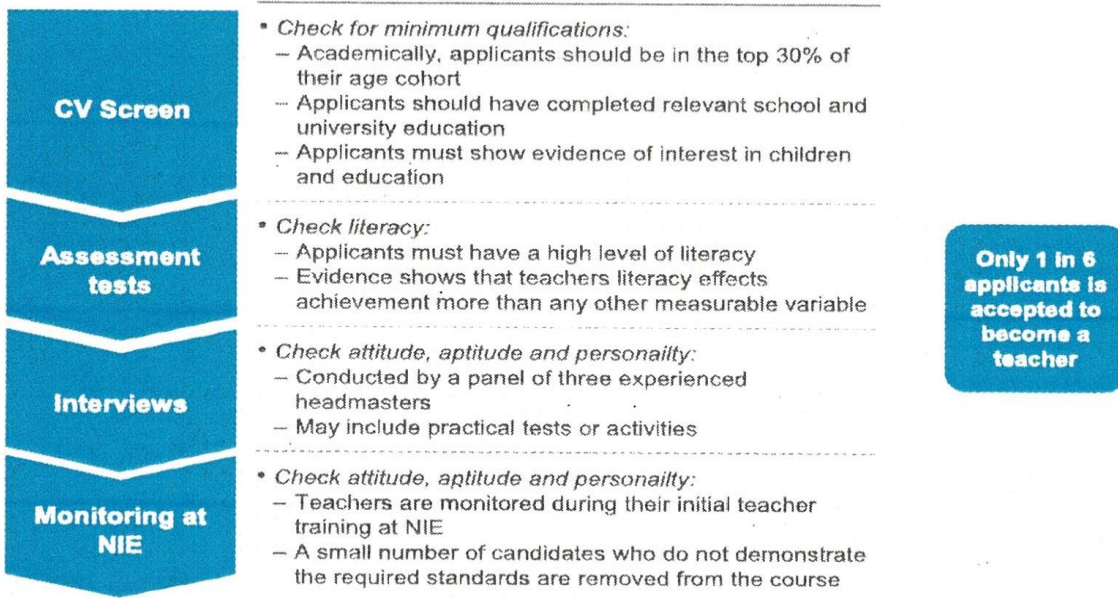 CV Screen
• Check for minimum qualifications:
– Academically, applicants should be in the top 30% of
their age cohort
– Applicants should have completed relevant school and
university education
– Applicants must show evidence of interest in children
and education
Assessment
tests
• Check literacy:
– Applicants must have a high level of literacy
– Evidence shows that teachers literacy effects
achievement more than any other measurable variable
Interviews
• Check attitude, aptitude and personailty:
– Conducted by a panel of three experienced
headmasters
– May include practical tests or activities
Monitoring at
NIE
• Check attitude, aptitude and personailty:
– Teachers are monitored during their initial teacher
training at NIE
– A small number of candidates who do not demonstrate
the required standards are removed from the course
Only 1 in 6
applicants is
accepted to
become a
teacher